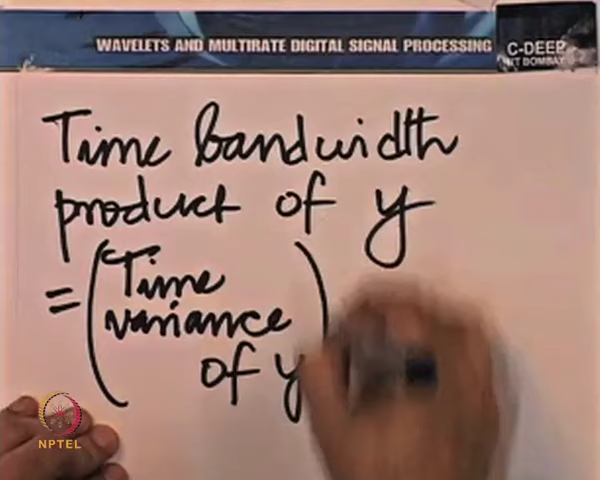 WAVELETS AND MULTIRATE DIGITAL SIGNAL PROCESSING
C-DEEP
IIT BOMBAY
Time bandwidth
product of y
= (Time
variance
of y)
NPTEL